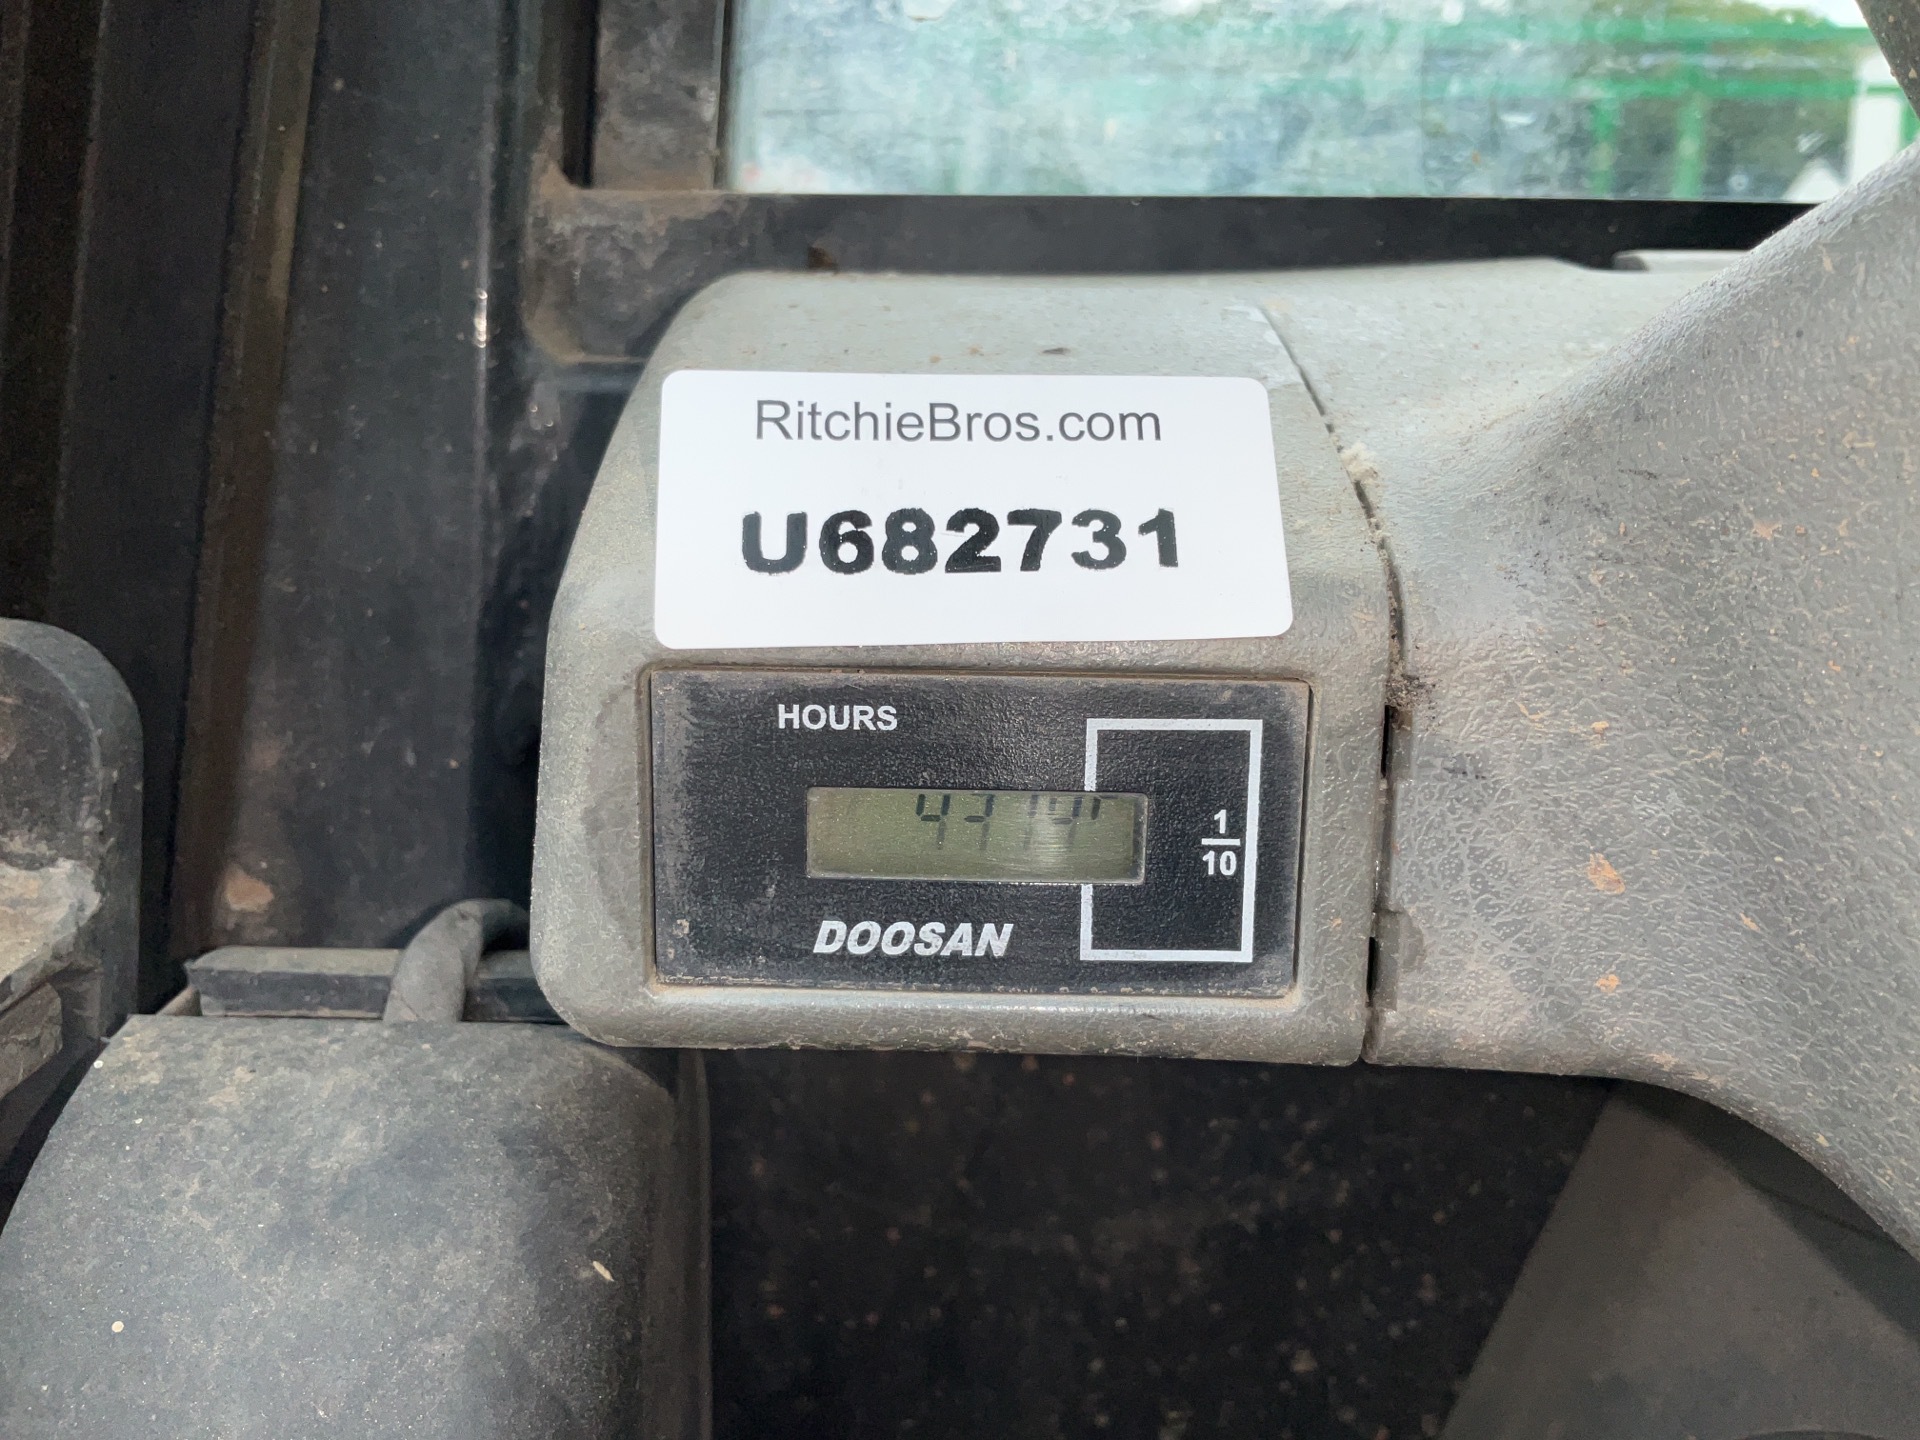 RitchieBros.com
U682731
HOURS
1
10
DOOSAN